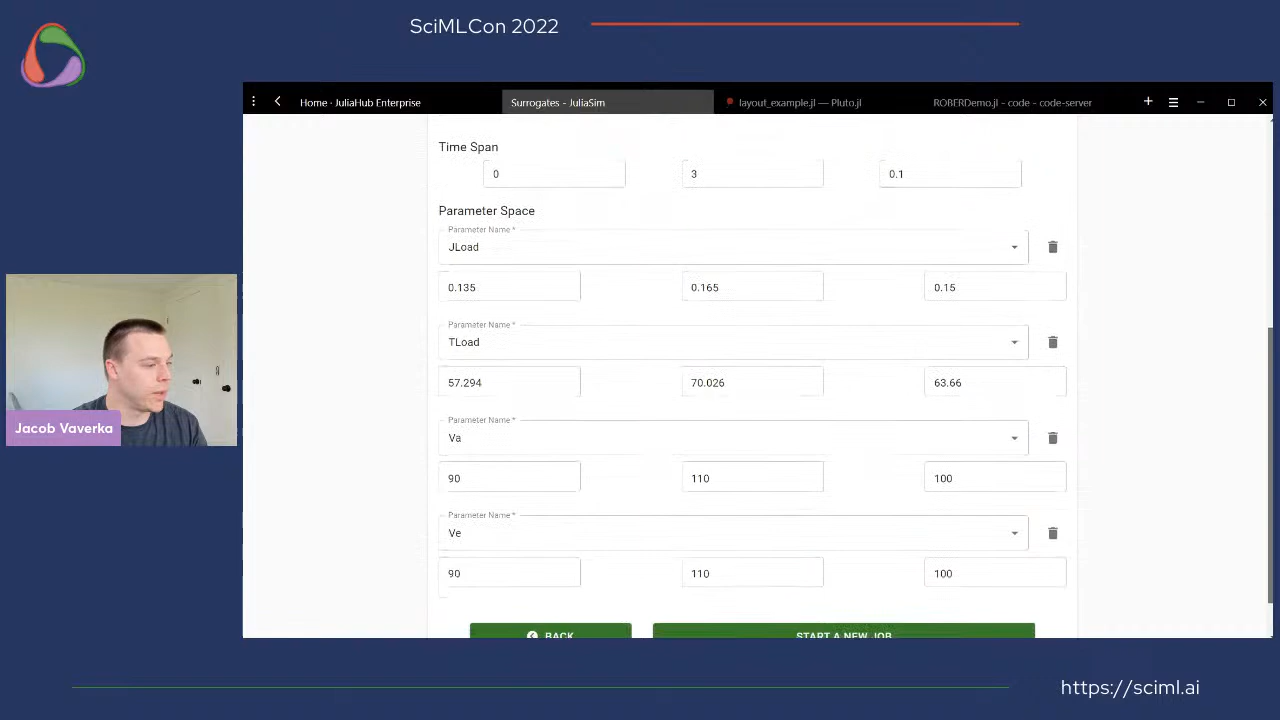 SciMLCon 2022
Home · JuliaHub Enterprise
Surrogates - JuliaSim
layout_example.jl — Pluto.jl
ROBERDemo.jl - code - code-server
Time Span
0 3 0.1
Parameter Space
Parameter Name *
JLoad
0.135 0.165 0.15
Parameter Name *
TLoad
57.294 70.026 63.66
Parameter Name *
Va
90 110 100
Parameter Name *
Ve
90 110 100
BACK START A NEW JOB
Jacob Vaverka
https://sciml.ai